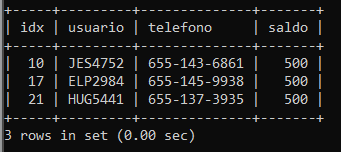 +-----+---------+--------------+-------+
| idx | usuario | telefono     | saldo |
+-----+---------+--------------+-------+
|  10 | JES4752 | 655-143-6861 |   500 |
|  17 | ELP2984 | 655-145-9938 |   500 |
|  21 | HUG5441 | 655-137-3935 |   500 |
+-----+---------+--------------+-------+
3 rows in set (0.00 sec)